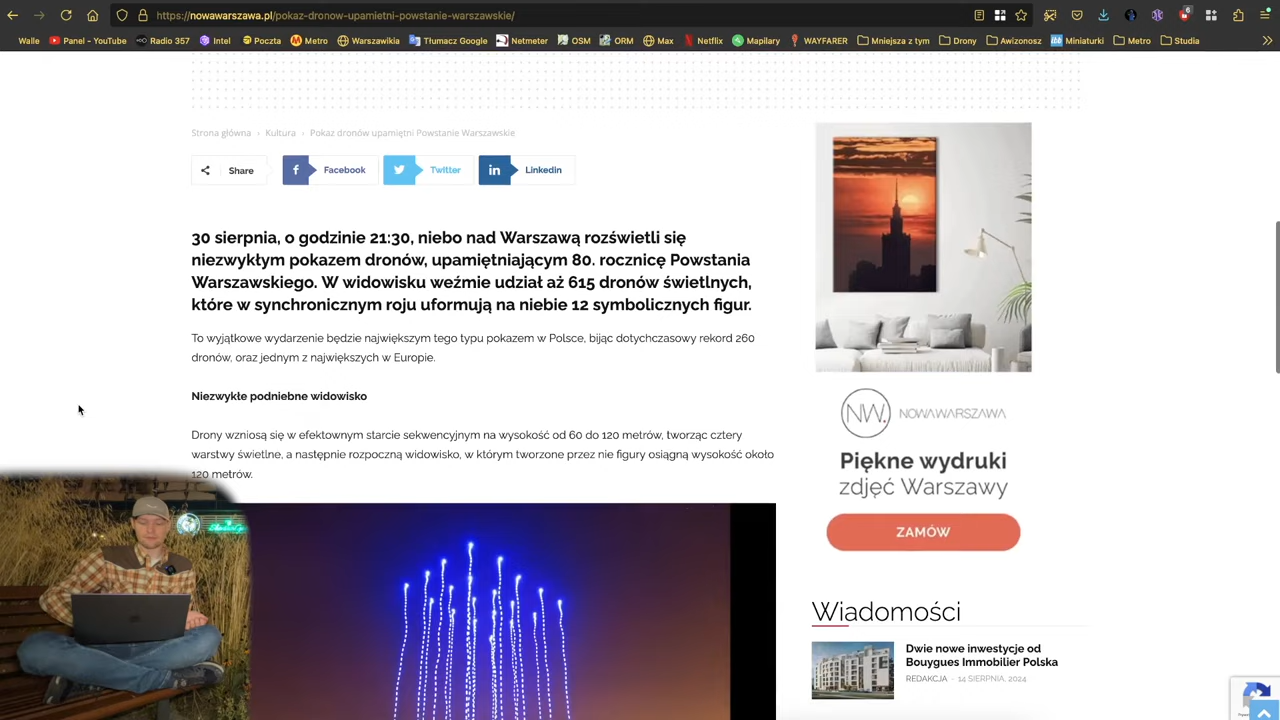 https://nowawarszawa.pl/pokaz-dronow-upamietni-powstanie-warszawskie/
6
Walle
Panel - YouTube
Radio 357
Intel
Poczta
Metro
Warszawikia
Tłumacz Google
Netmeter
OSM
ORM
Max
Netflix
Mapilary
WAYFARER
Mniejsza z tym
Drony
Awizonosz
Miniaturki
Metro
Studia
Strona główna › Kultura › Pokaz dronów upamiętni Powstanie Warszawskie
Share
Facebook
Twitter
Linkedin
30 sierpnia, o godzinie 21:30, niebo nad Warszawą rozświetli się
niezwykłym pokazem dronów, upamiętniającym 80. rocznicę Powstania
Warszawskiego. W widowisku weźmie udział aż 615 dronów świetlnych,
które w synchronicznym roju uformują na niebie 12 symbolicznych figur.
To wyjątkowe wydarzenie będzie największym tego typu pokazem w Polsce, bijąc dotychczasowy rekord 260
dronów, oraz jednym z największych w Europie.
Niezwykłe podniebne widowisko
Drony wzniosą się w efektownym starcie sekwencyjnym na wysokość od 60 do 120 metrów, tworząc cztery
warstwy świetlne, a następnie rozpoczną widowisko, w którym tworzone przez nie figury osiągną wysokość około
120 metrów.
NW. NOWAWARSZAWA
Piękne wydruki
zdjęć Warszawy
ZAMÓW
Wiadomości
Dwie nowe inwestycje od
Bouygues Immobilier Polska
REDAKCJA - 14 SIERPNIA, 2024